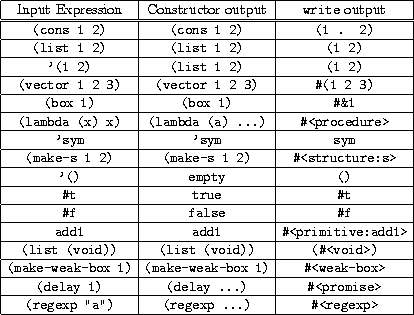 Input Expression Constructor output write output
(cons 1 2) (cons 1 2) (1 . 2)
(list 1 2) (list 1 2) (1 2)
'(1 2) (list 1 2) (1 2)
(vector 1 2 3) (vector 1 2 3) #(1 2 3)
(box 1) (box 1) #&1
(lambda (x) x) (lambda (a) ...) #<procedure>
'sym 'sym sym
(make-s 1 2) (make-s 1 2) #<structure:s>
'() empty ()
#t true #t
#f false #f
add1 add1 #<primitive:add1>
(list (void)) (list (void)) (#<void>)
(make-weak-box 1) (make-weak-box 1) #<weak-box>
(delay 1) (delay ...) #<promise>
(regexp "a") (regexp ...) #<regexp>